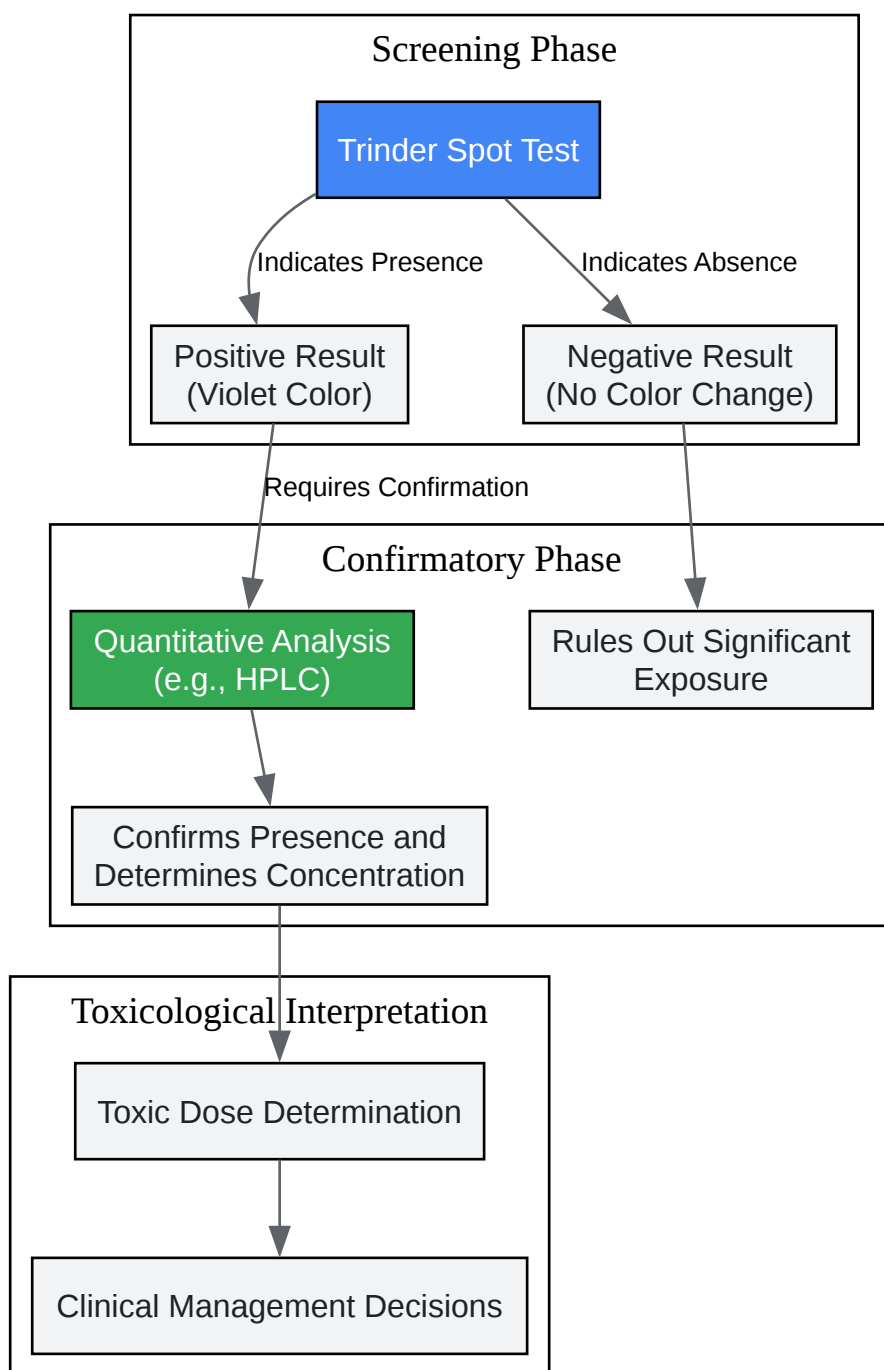 Screening Phase
Trinder Spot Test
Indicates Presence
Indicates Absence
Positive Result
(Violet Color)
Negative Result
(No Color Change)
Requires Confirmation
Confirmatory Phase
Quantitative Analysis
(e.g., HPLC)
Rules Out Significant
Exposure
Confirms Presence and
Determines Concentration
Toxicological Interpretation
Toxic Dose Determination
Clinical Management Decisions